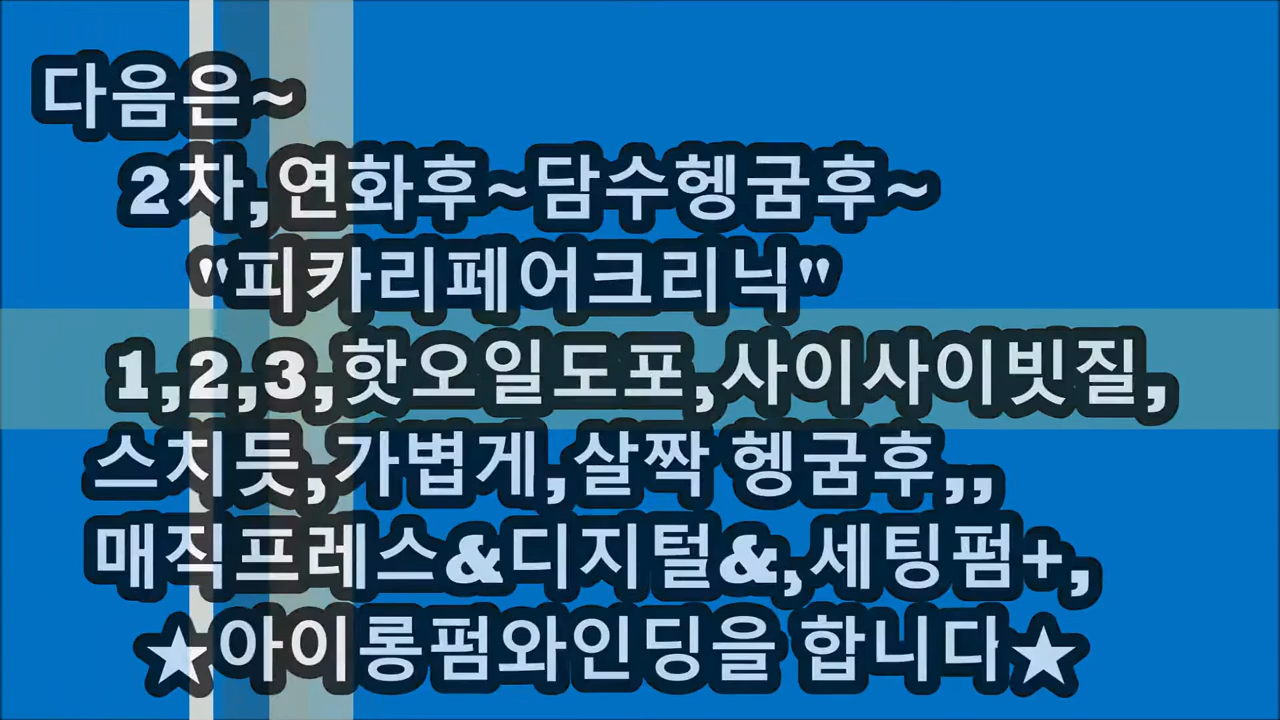 다음은~
2차,연화후~담수헹굼후~
"피카리페어크리닉"
1,2,3,핫오일도포,사이사이빗질,
스치듯,가볍게,살짝 헹굼후,,
매직프레스&디지털&,세팅펌+,
★아이롱펌와인딩을 합니다★